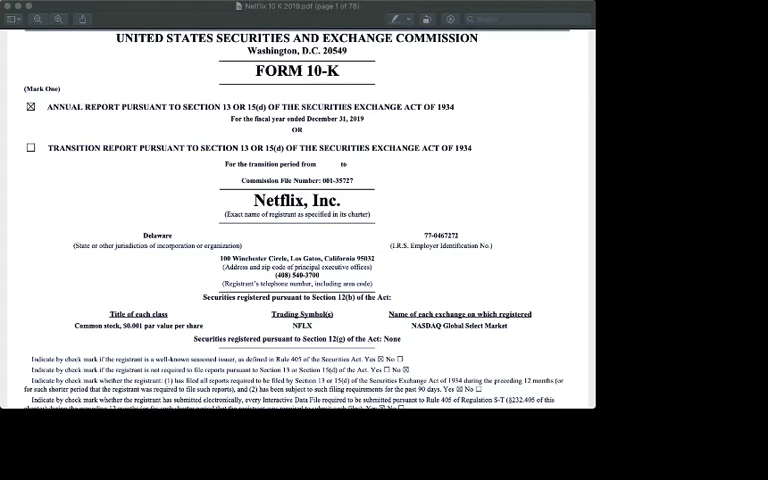 Netflix 10 K 2019.pdf (page 1 of 78)
Search
UNITED STATES SECURITIES AND EXCHANGE COMMISSION
Washington, D.C. 20549
FORM 10-K
(Mark One)
☒ ANNUAL REPORT PURSUANT TO SECTION 13 OR 15(d) OF THE SECURITIES EXCHANGE ACT OF 1934
For the fiscal year ended December 31, 2019
OR
☐ TRANSITION REPORT PURSUANT TO SECTION 13 OR 15(d) OF THE SECURITIES EXCHANGE ACT OF 1934
For the transition period from to
Commission File Number: 001-35727
Netflix, Inc.
(Exact name of registrant as specified in its charter)
Delaware 77-0467272
(State or other jurisdiction of incorporation or organization) (I.R.S. Employer Identification No.)
100 Winchester Circle, Los Gatos, California 95032
(Address and zip code of principal executive offices)
(408) 540-3700
(Registrant's telephone number, including area code)
Securities registered pursuant to Section 12(b) of the Act:
Title of each class Trading Symbol(s) Name of each exchange on which registered
Common stock, $0.001 par value per share NFLX NASDAQ Global Select Market
Securities registered pursuant to Section 12(g) of the Act: None
Indicate by check mark if the registrant is a well-known seasoned issuer, as defined in Rule 405 of the Securities Act. Yes ☒ No ☐
Indicate by check mark if the registrant is not required to file reports pursuant to Section 13 or Section 15(d) of the Act. Yes ☐ No ☒
Indicate by check mark whether the registrant: (1) has filed all reports required to be filed by Section 13 or 15(d) of the Securities Exchange Act of 1934 during the preceding 12 months (or
for such shorter period that the registrant was required to file such reports), and (2) has been subject to such filing requirements for the past 90 days. Yes ☒ No ☐
Indicate by check mark whether the registrant has submitted electronically, every Interactive Data File required to be submitted pursuant to Rule 405 of Regulation S-T (§232.405 of this